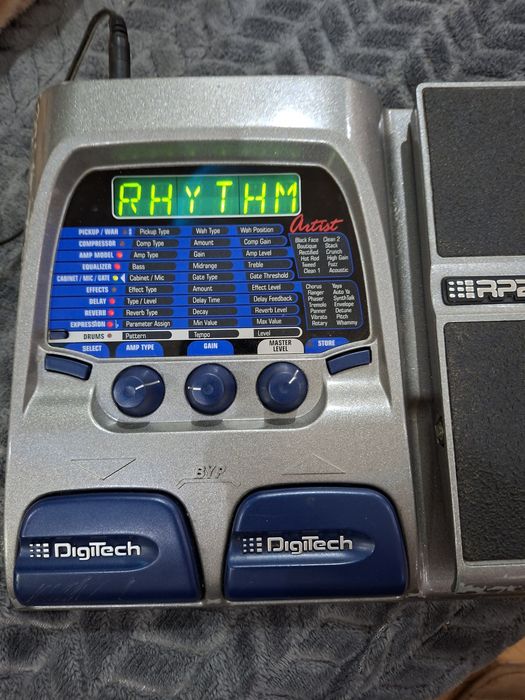 RHYTHM
Artist
PICKUP / WAH Pickup Type Wah Type Wah Position
COMPRESSOR Comp Type Amount Comp Gain
AMP MODEL Amp Type Gain Amp Level
EQUALIZER Bass Midrange Treble
CABINET / MIC / GATE Cabinet / Mic Gate Type Gate Threshold
EFFECTS Effect Type Amount Effect Level
DELAY Type / Level Delay Time Delay Feedback
REVERB Reverb Type Decay Reverb Level
EXPRESSION Parameter Assign Min Value Max Value
DRUMS Pattern Tempo Level
Black Face Clean 2
Boutique Stack
Rectified Crunch
Hot Rod High Gain
Tweed Fuzz
Clean 1 Acoustic
Chorus Yaya
Flanger Auto Ya
Phaser SynthTalk
Tremolo Envelope
Panner Detune
Vibrato Pitch
Rotary Whammy
SELECT AMP TYPE GAIN MASTER LEVEL STORE
RP2
BYP
DigiTech DigiTech